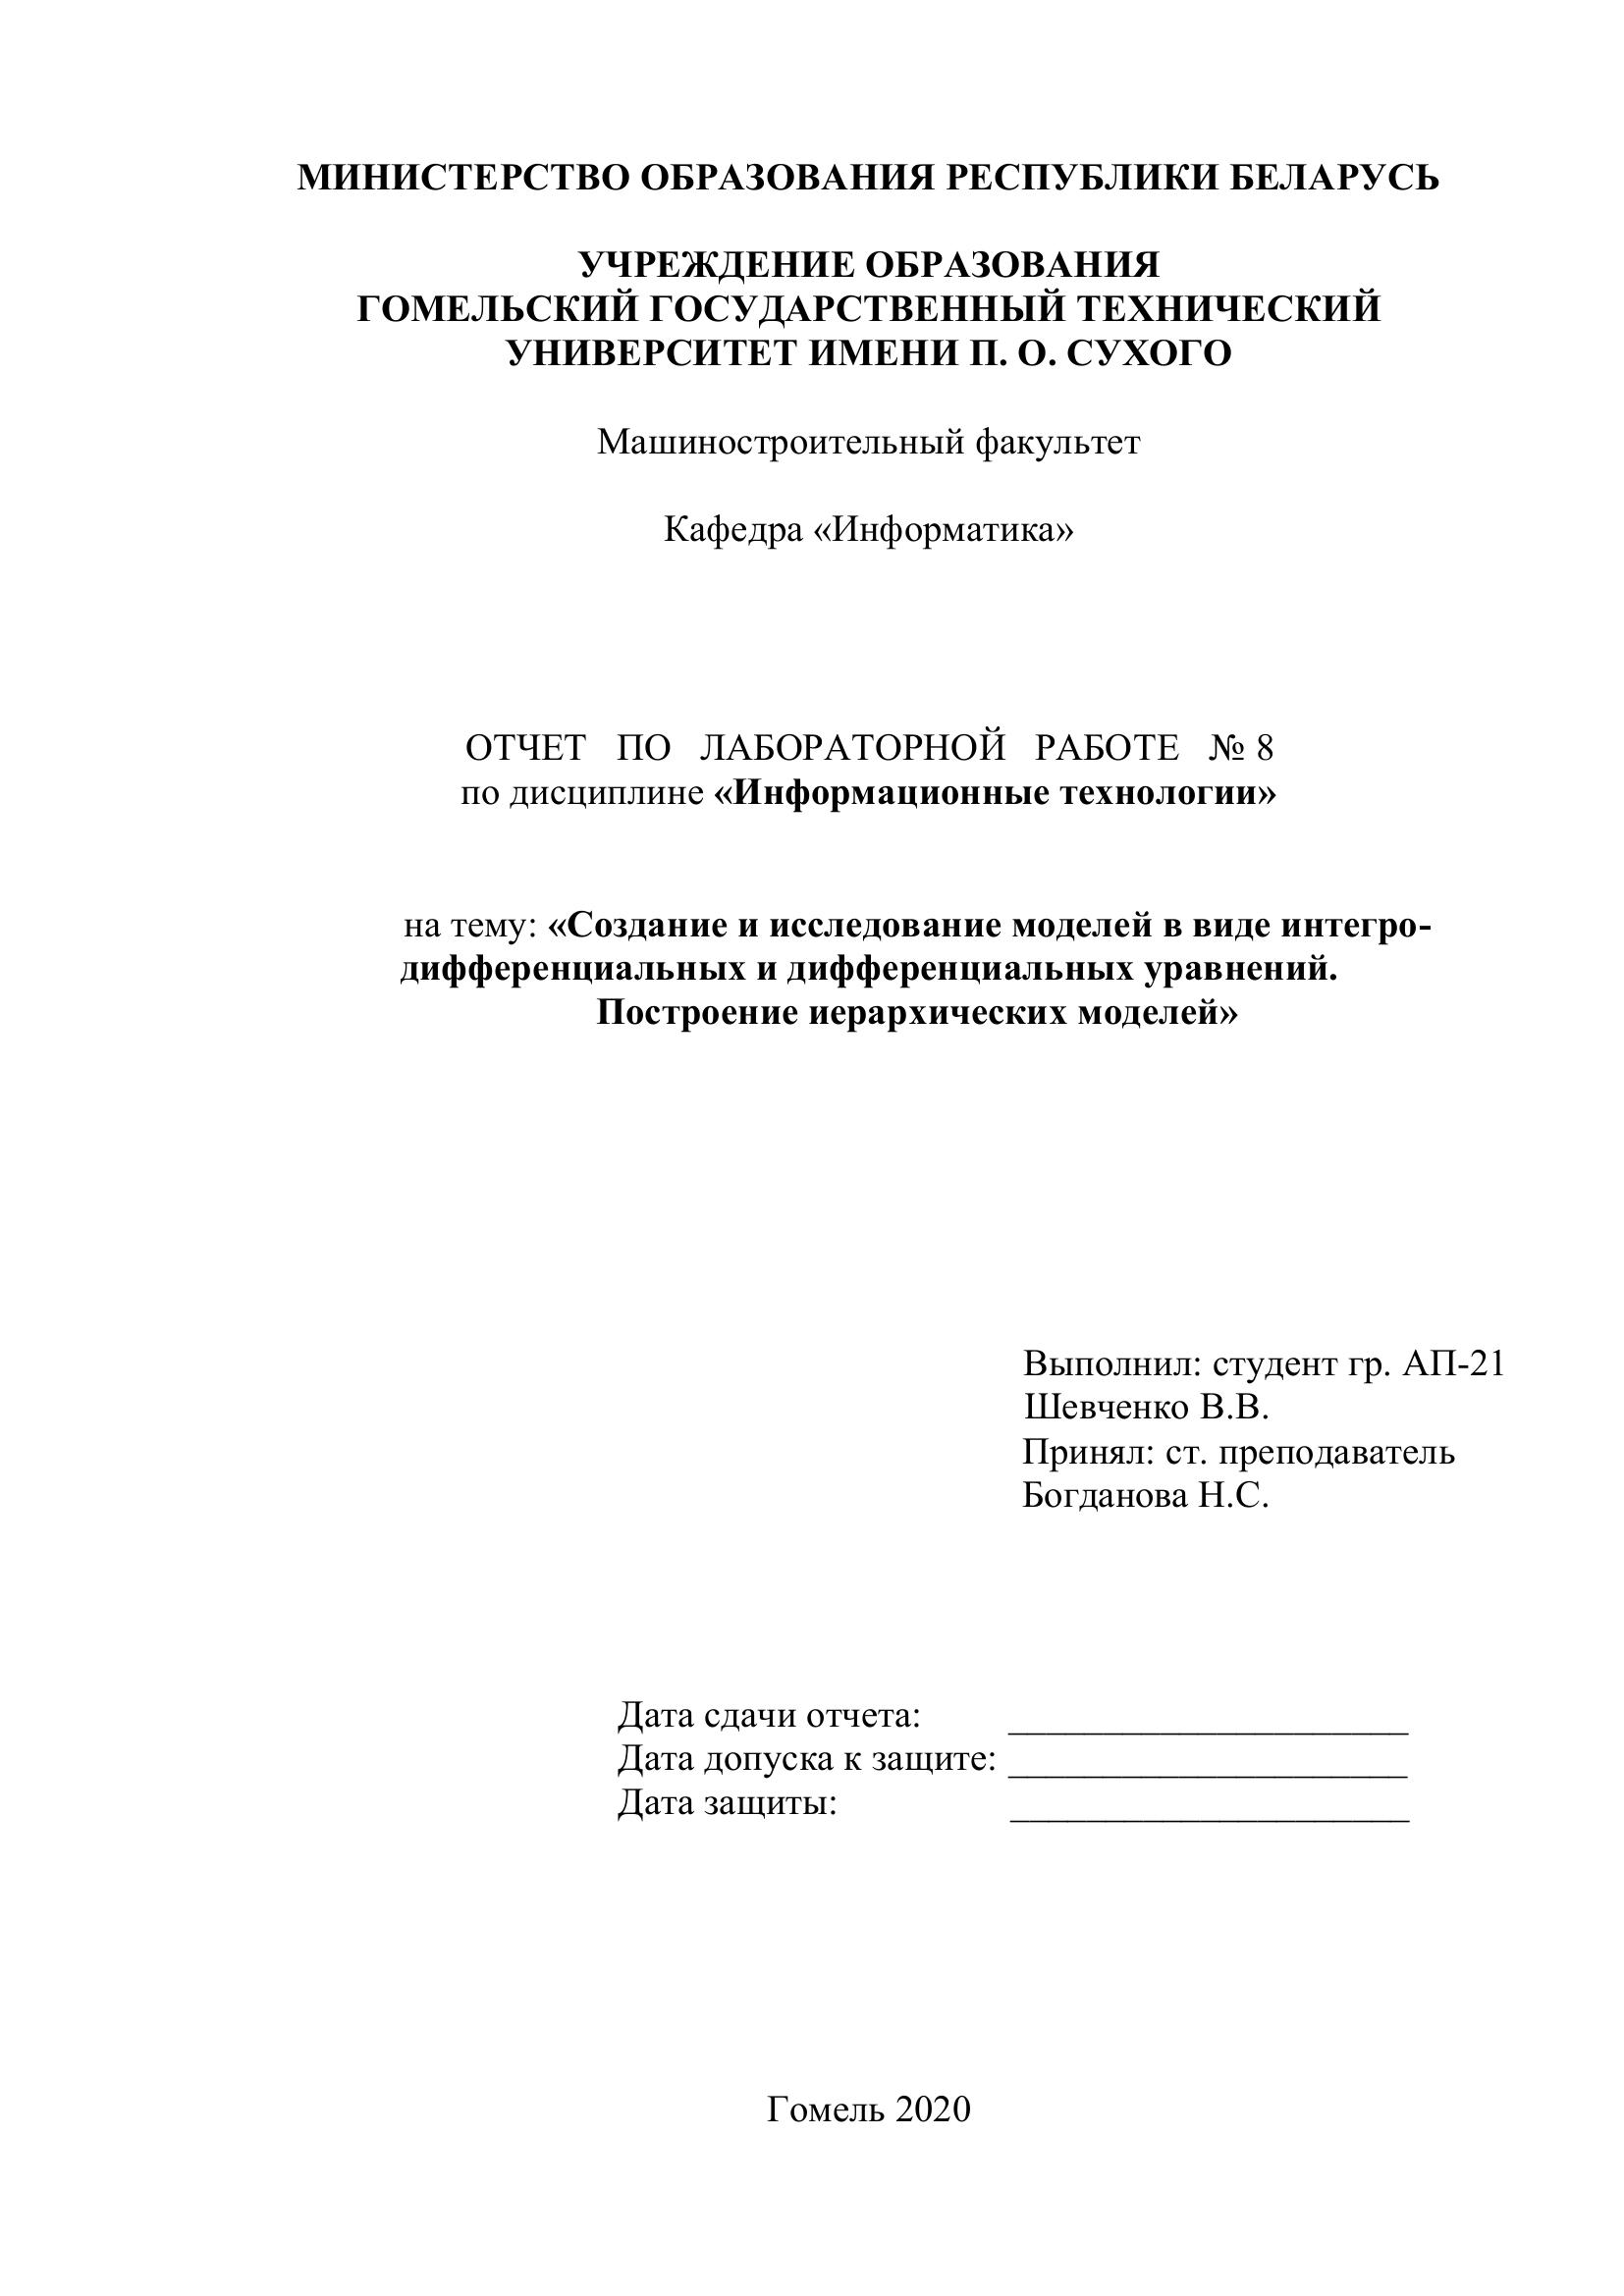 МИНИСТЕРСТВО ОБРАЗОВАНИЯ РЕСПУБЛИКИ БЕЛАРУСЬ
УЧРЕЖДЕНИЕ ОБРАЗОВАНИЯ
ГОМЕЛЬСКИЙ ГОСУДАРСТВЕННЫЙ ТЕХНИЧЕСКИЙ
УНИВЕРСИТЕТ ИМЕНИ П. О. СУХОГО
Машиностроительный факультет
Кафедра «Информатика»
ОТЧЕТ ПО ЛАБОРАТОРНОЙ РАБОТЕ № 8
по дисциплине «Информационные технологии»
на тему: «Создание и исследование моделей в виде интегро-
дифференциальных и дифференциальных уравнений.
Построение иерархических моделей»
Выполнил: студент гр. АП-21
Шевченко В.В.
Принял: ст. преподаватель
Богданова Н.С.
Дата сдачи отчета: _____________________
Дата допуска к защите: _____________________
Дата защиты: _____________________
Гомель 2020